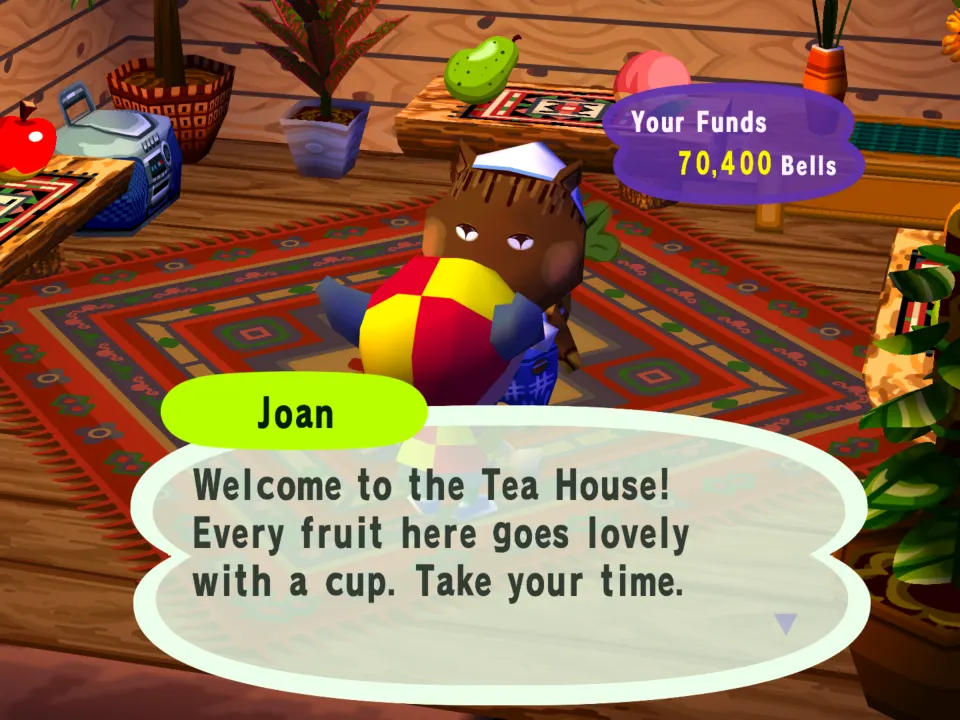 Your Funds
70,400 Bells
Joan
Welcome to the Tea House!
Every fruit here goes lovely
with a cup. Take your time.